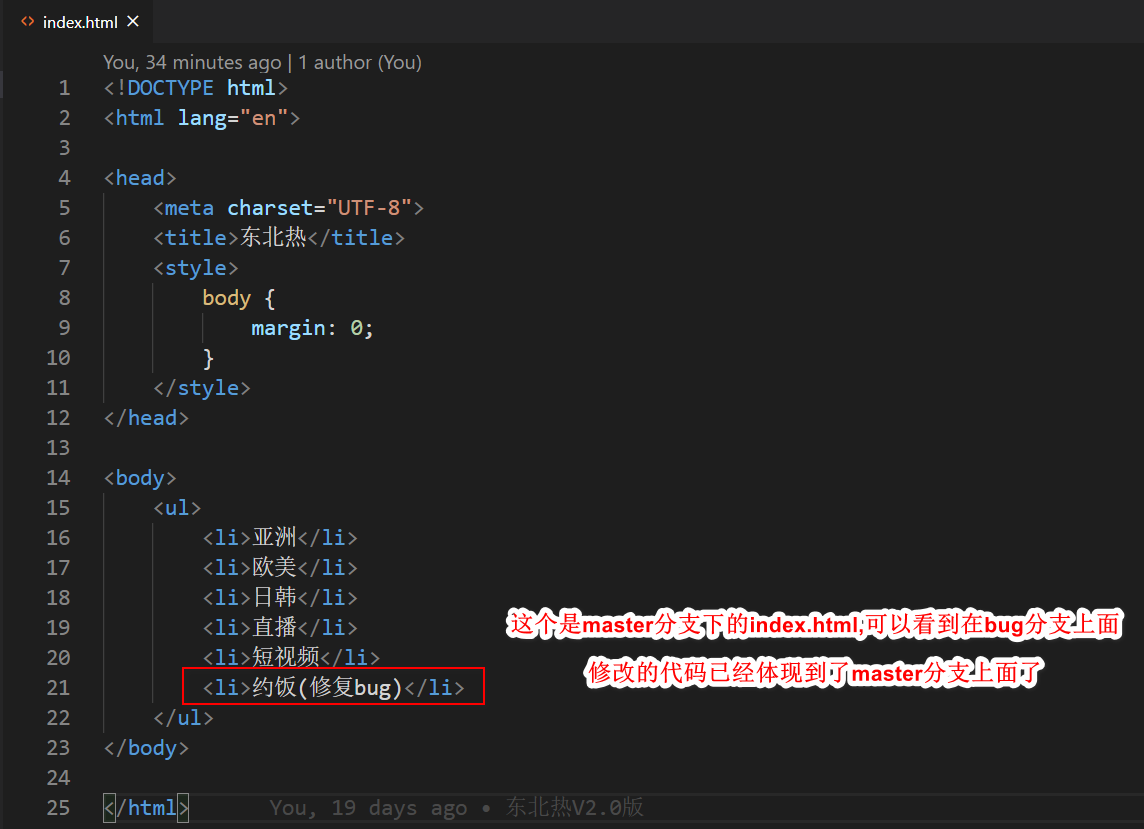 index.html
You, 34 minutes ago | 1 author (You)
1 <!DOCTYPE html>
2 <html lang="en">
3
4 <head>
5     <meta charset="UTF-8">
6     <title>东北热</title>
7     <style>
8         body {
9             margin: 0;
10         }
11     </style>
12 </head>
13
14 <body>
15     <ul>
16         <li>亚洲</li>
17         <li>欧美</li>
18         <li>日韩</li>
19         <li>直播</li>
这个是master分支下的index.html,可以看到在bug分支上面
20         <li>短视频</li>
修改的代码已经体现到了master分支上面了
21         <li>约饭(修复bug)</li>
22     </ul>
23 </body>
24
25 </html> You, 19 days ago • 东北热V2.0版